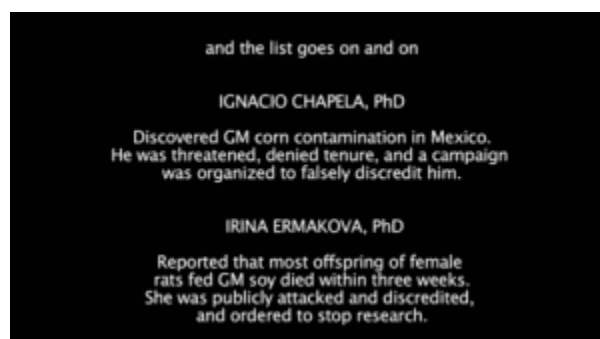 and the list goes on and on
IGNACIO CHAPELA, PhD
Discovered GM corn contamination in Mexico.
He was threatened, denied tenure, and a campaign
was organized to falsely discredit him.
IRINA ERMAKOVA, PhD
Reported that most offspring of female
rats fed GM soy died within three weeks.
She was publicly attacked and discredited,
and ordered to stop research.